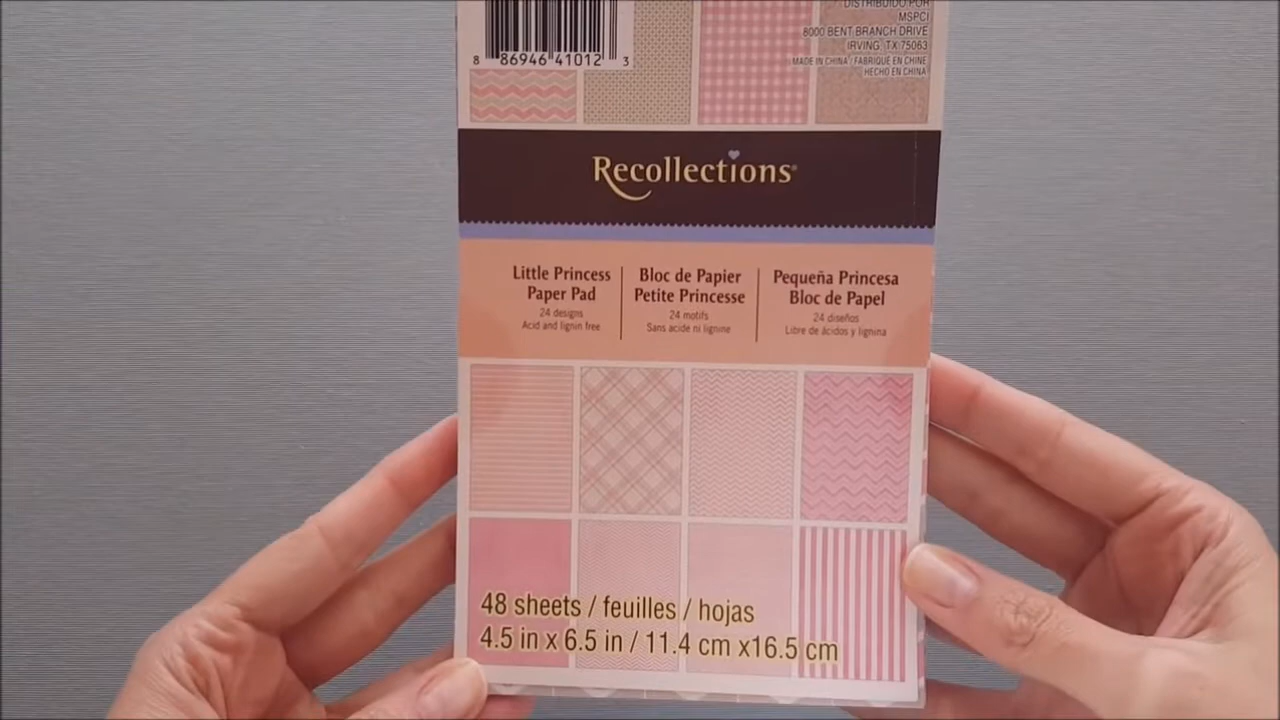 8 86946 41012 3
DISTRIBUIDO POR
MSPCI
8000 BENT BRANCH DRIVE
IRVING, TX 75063
MADE IN CHINA / FABRIQUÉ EN CHINE
HECHO EN CHINA
Recollections®
Little Princess
Paper Pad
24 designs
Acid and lignin free
Bloc de Papier
Petite Princesse
24 motifs
Sans acide ni lignine
Pequeña Princesa
Bloc de Papel
24 diseños
Libre de ácidos y lignina
48 sheets / feuilles / hojas
4.5 in x 6.5 in / 11.4 cm x16.5 cm